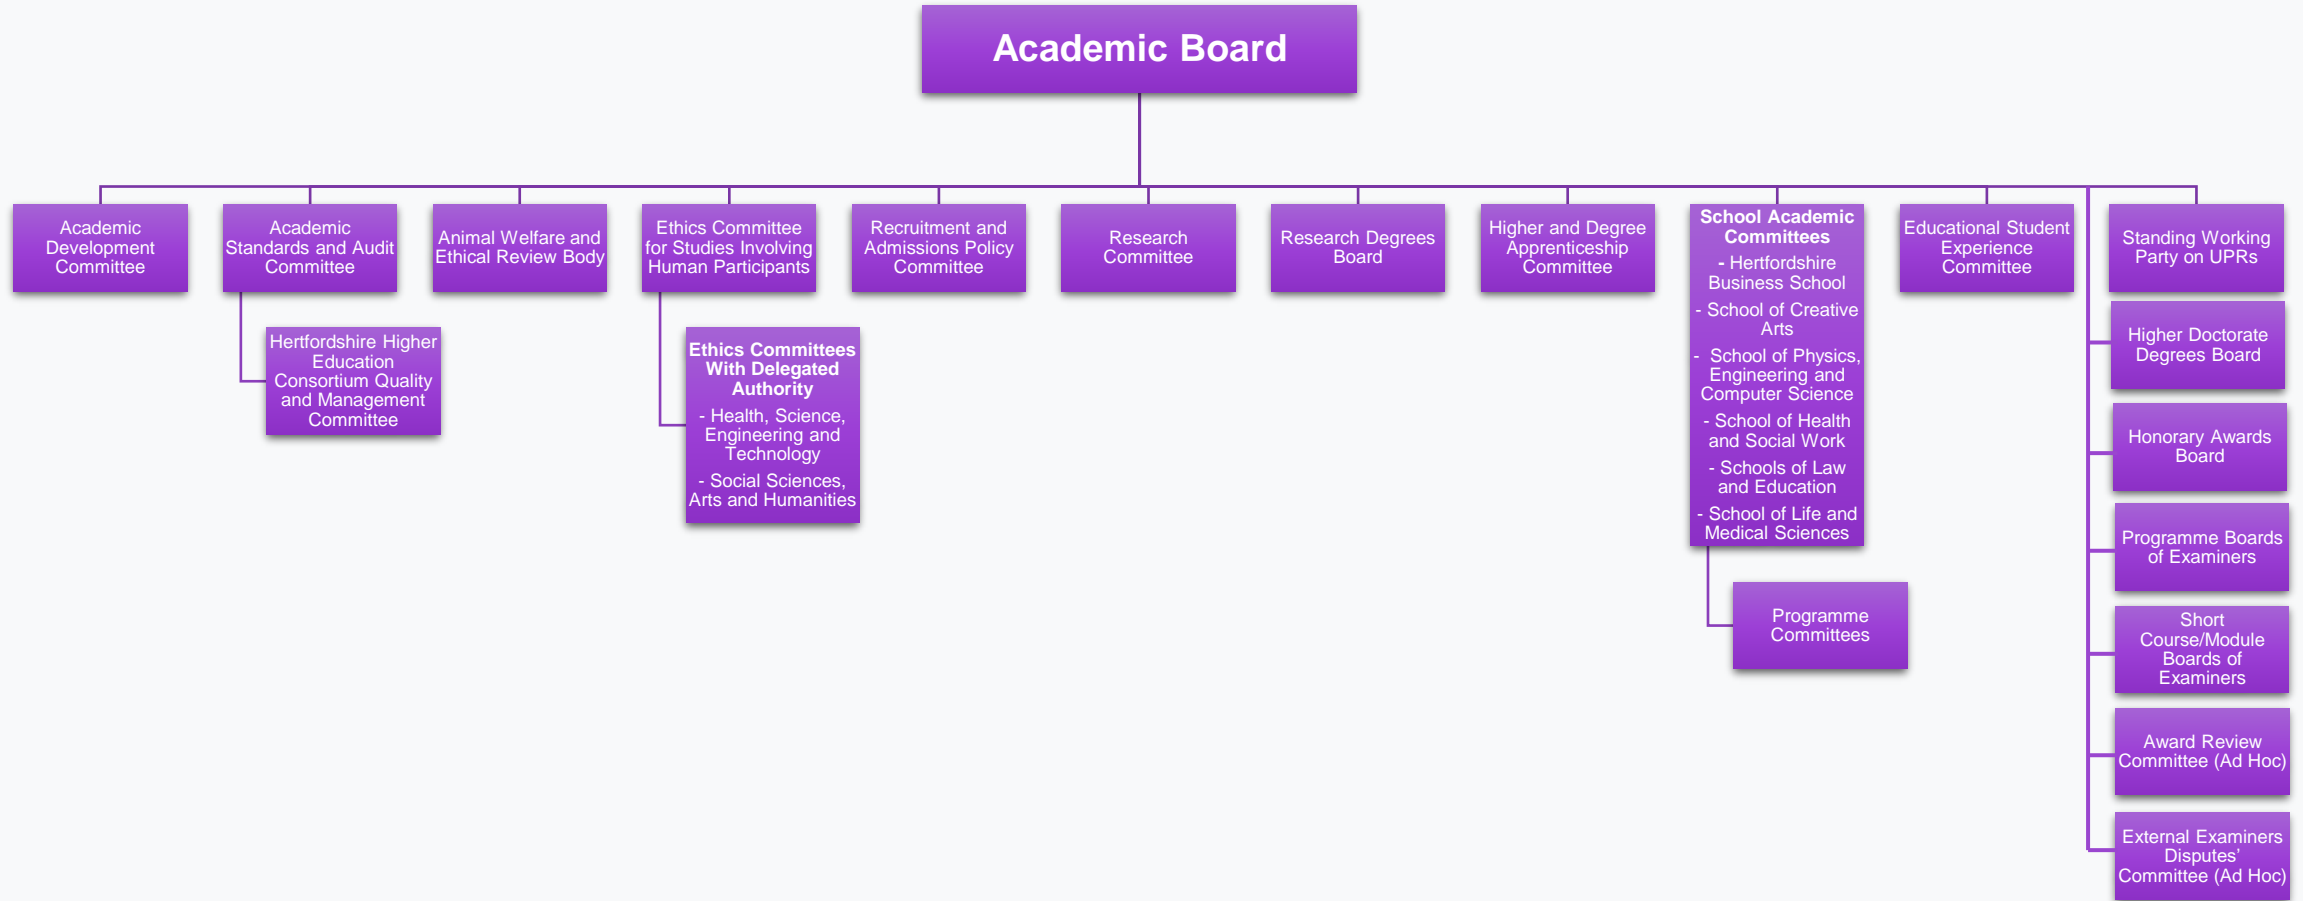 Academic Board
Academic
Development
Committee
Academic
Standards and Audit
Committee
Animal Welfare and
Ethical Review Body
Ethics Committee
for Studies Involving
Human Participants
Recruitment and
Admissions Policy
Committee
Research
Committee
Research Degrees
Board
Higher and Degree
Apprenticeship
Committee
School Academic
Committees
- Hertfordshire
Business School
- School of Creative
Arts
- School of Physics,
Engineering and
Computer Science
- School of Health
and Social Work
- Schools of Law
and Education
- School of Life and
Medical Sciences
Educational Student
Experience
Committee
Standing Working
Party on UPRs
Hertfordshire Higher
Education
Consortium Quality
and Management
Committee
Ethics Committees
With Delegated
Authority
- Health, Science,
Engineering and
Technology
- Social Sciences,
Arts and Humanities
Programme
Committees
Higher Doctorate
Degrees Board
Honorary Awards
Board
Programme Boards
of Examiners
Short
Course/Module
Boards of
Examiners
Award Review
Committee (Ad Hoc)
External Examiners
Disputes’
Committee (Ad Hoc)